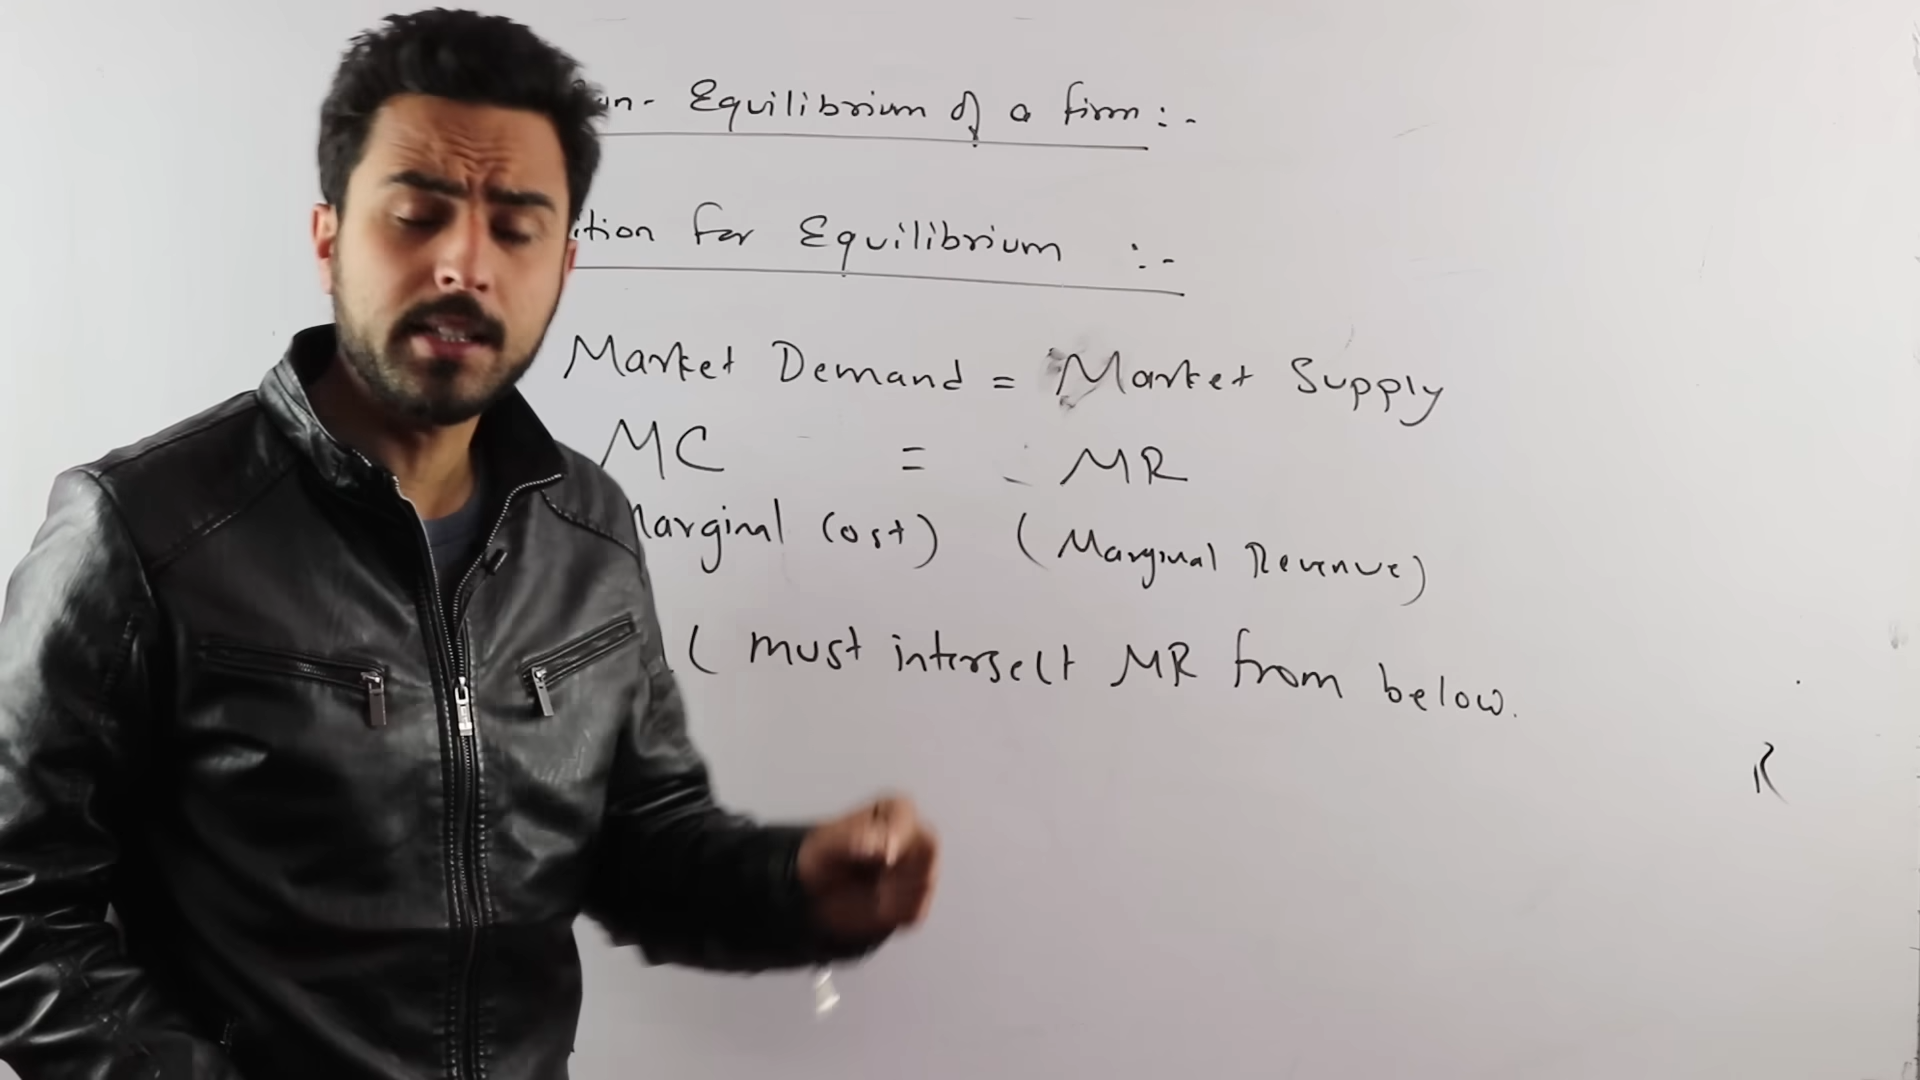 un- Equilibrium of a firm:-
ition for Equilibrium :-
Market Demand = Market Supply
MC = MR
Marginal Cost) (Marginal Revenue)
( must intersect MR from below.
R